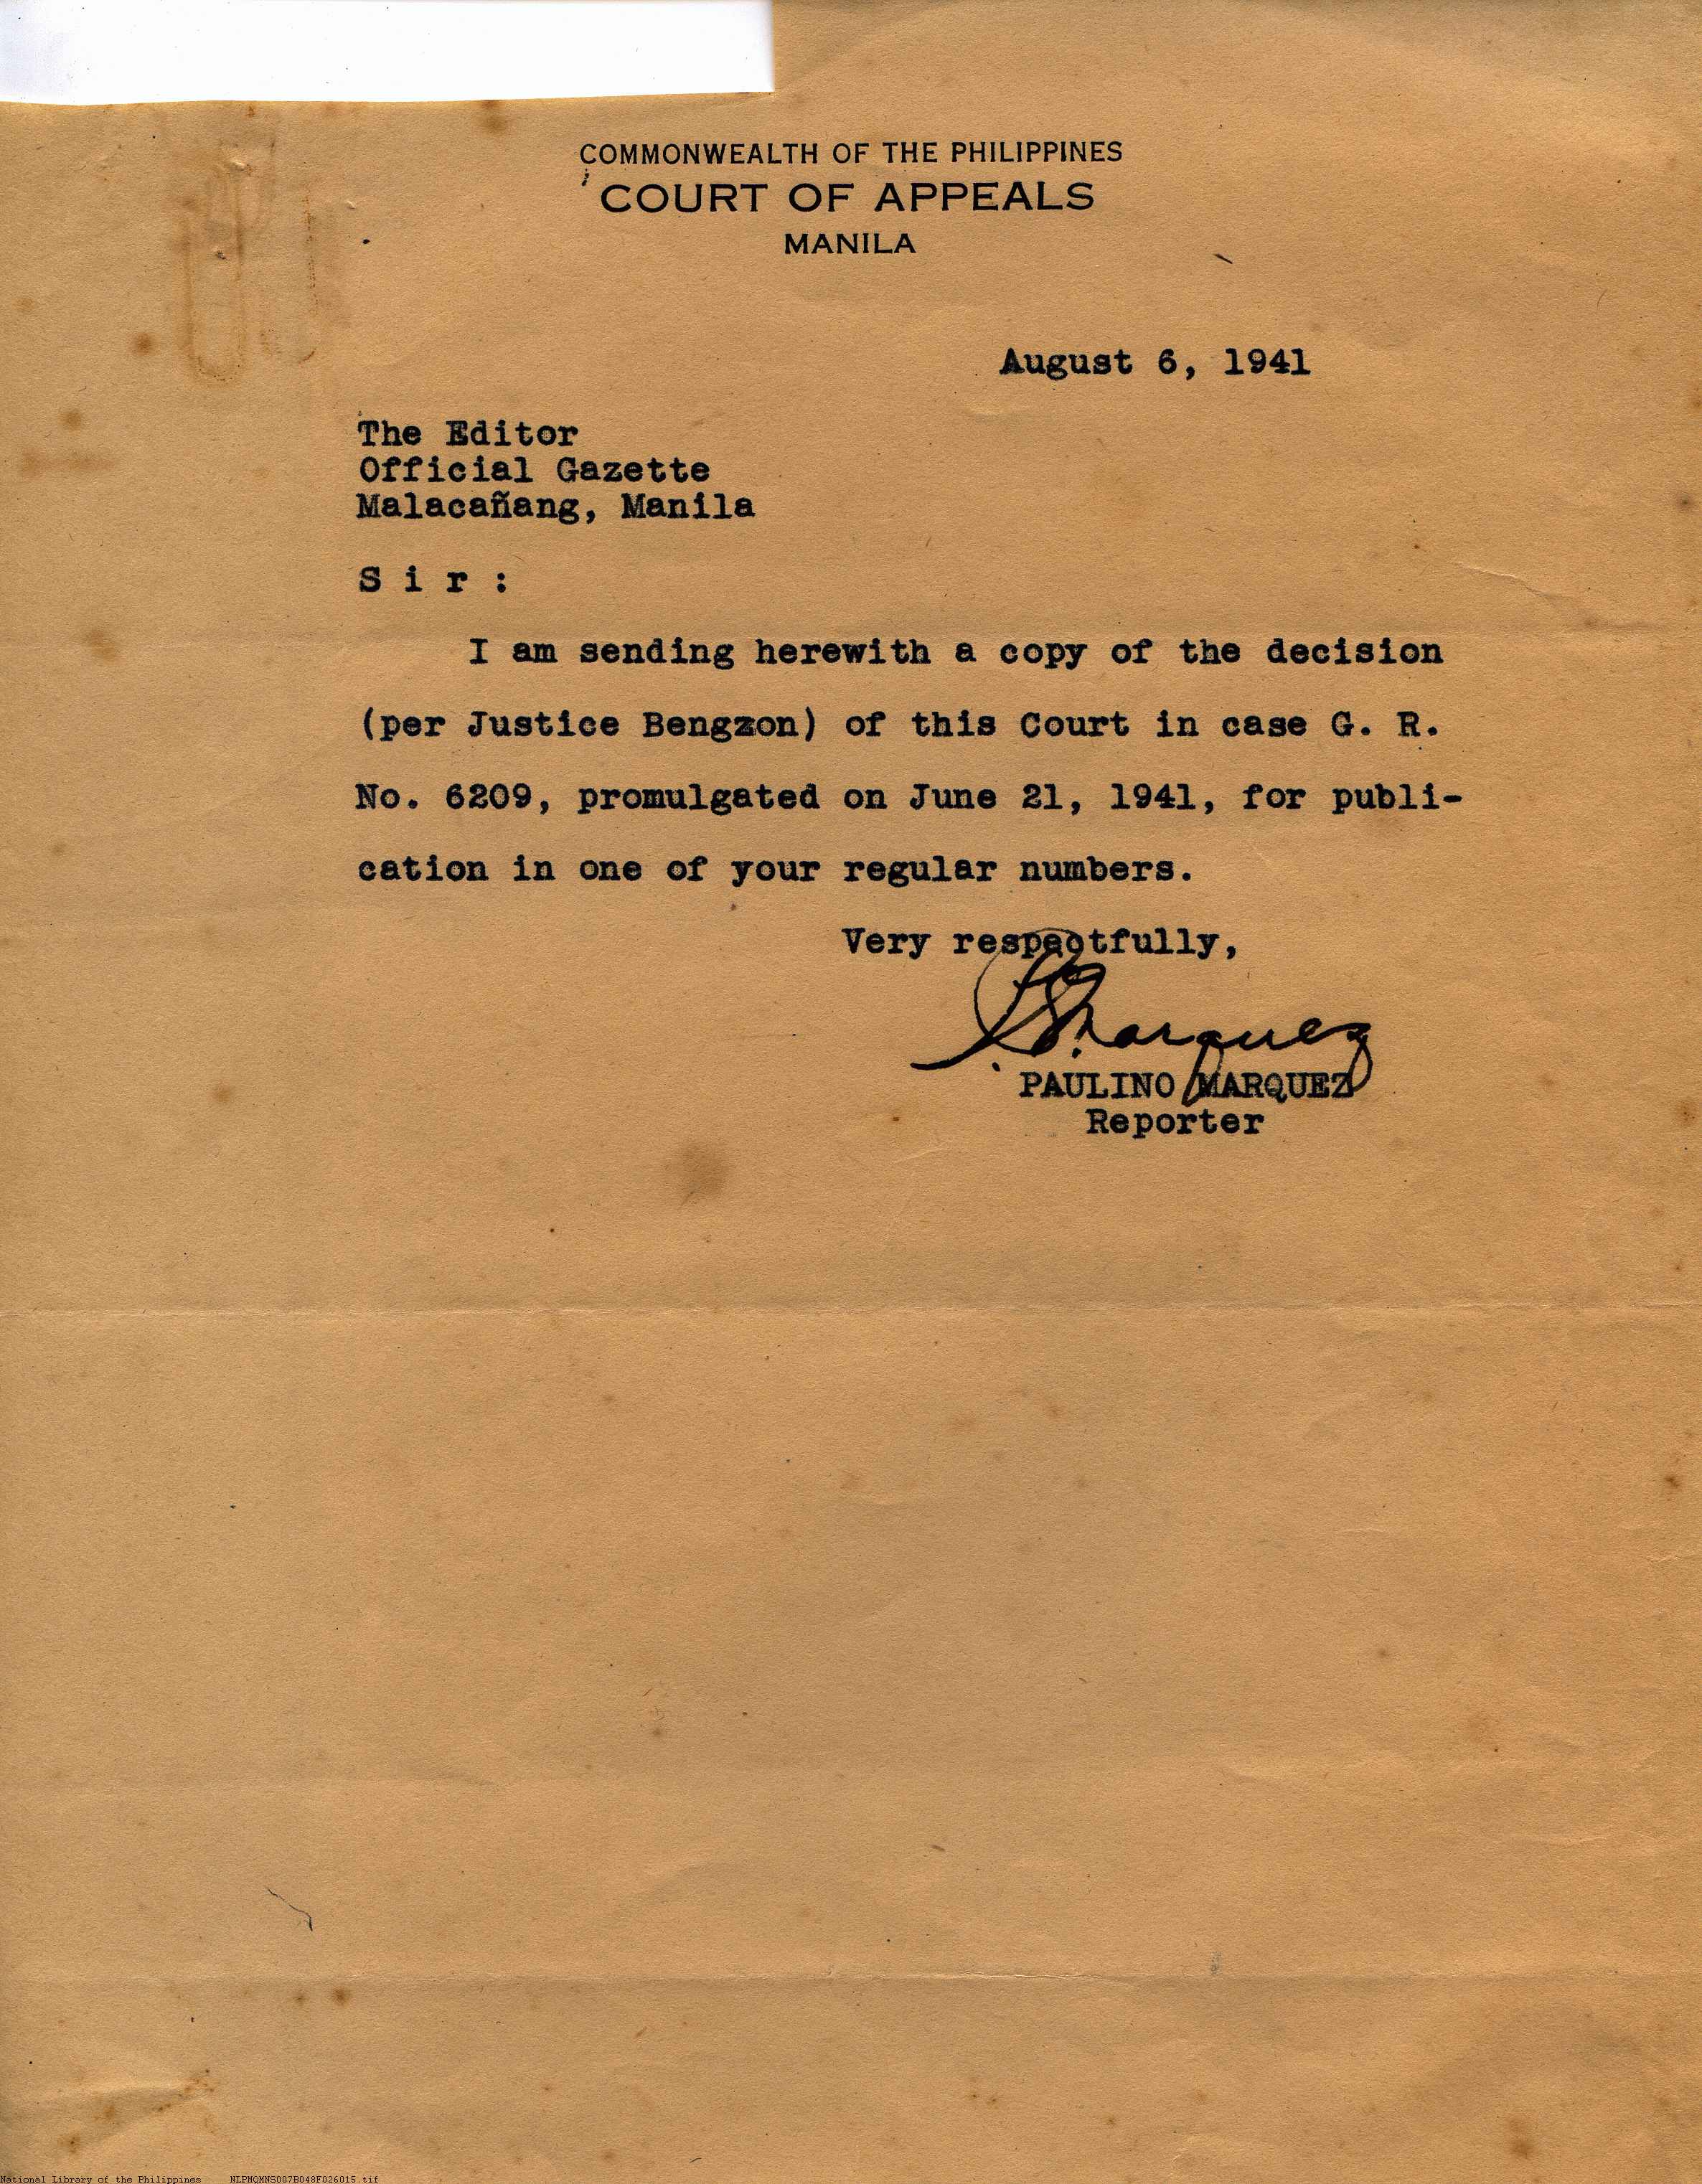 COMMONWEALTH OF THE PHILIPPINES
COURT OF APPEALS
MANILA
August 6, 1941
The Editor
Official Gazette
Malacañang, Manila
S i r :
I am sending herewith a copy of the decision
(per Justice Bengzon) of this Court in case G. R.
No. 6209, promulgated on June 21, 1941, for publi-
cation in one of your regular numbers.
Very respectfully,
Marquez
PAULINO MARQUEZ
Reporter
National Library of the Philippines NLPMQMNS007B048F026015.tif